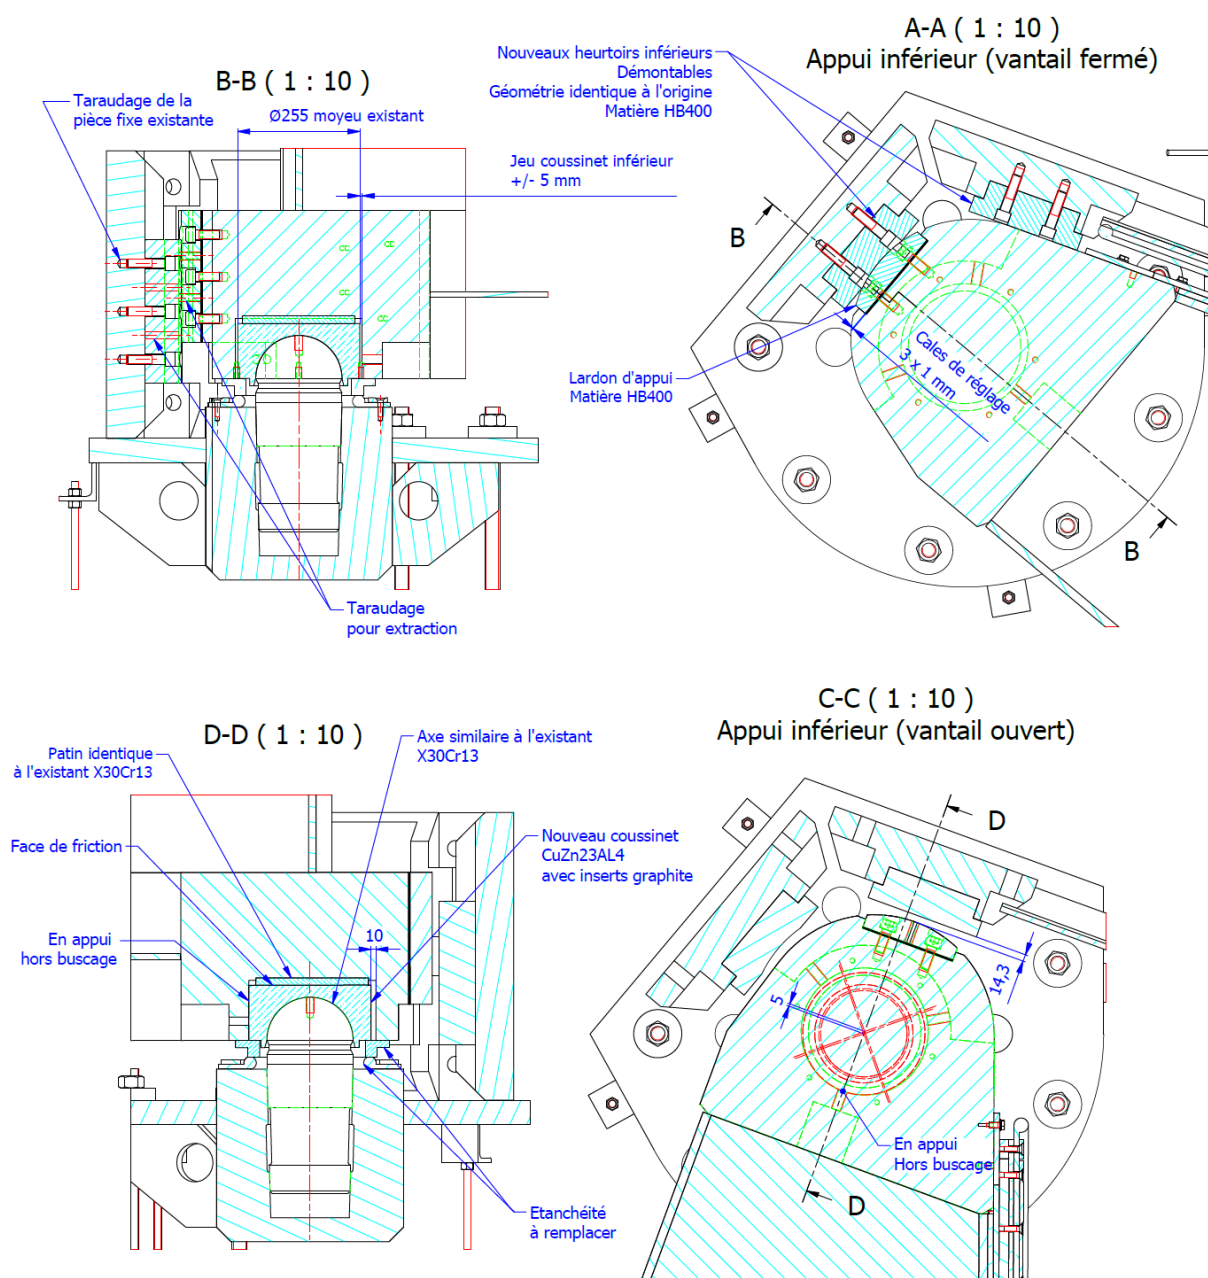 A-A ( 1 : 10 )
Appui inférieur (vantail fermé)
Nouveaux heurtoirs inférieurs
Démontables
Géométrie identique à l'origine
Matière HB400
B-B ( 1 : 10 )
Taraudage de la
pièce fixe existante
Ø255 moyeu existant
Jeu coussinet inférieur
+/- 5 mm
B
Cales de réglage
3 x 1 mm
Lardon d'appui
Matière HB400
B
Taraudage
pour extraction
C-C ( 1 : 10 )
Appui inférieur (vantail ouvert)
D-D ( 1 : 10 )
Patin identique
à l'existant X30Cr13
Axe similaire à l'existant
X30Cr13
Face de friction
Nouveau coussinet
CuZn23AL4
avec inserts graphite
En appui
hors buscage
10
D
14,3
5
En appui
Hors buscage
D
Etanchéité
à remplacer